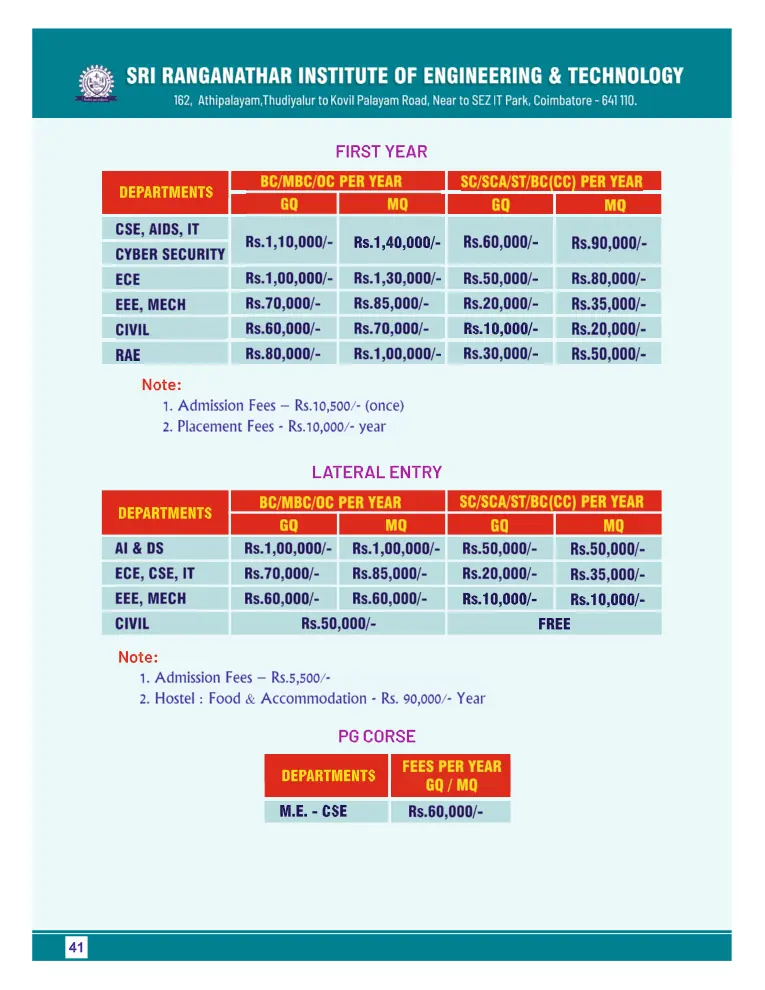 SRI RANGANATHAR INSTITUTE OF ENGINEERING & TECHNOLOGY
162, Athipalayam,Thudiyalur to Kovil Palayam Road, Near to SEZ IT Park, Coimbatore - 641 110.
FIRST YEAR
DEPARTMENTS BC/MBC/OC PER YEAR SC/SCA/ST/BC(CC) PER YEAR
GQ MQ GQ MQ
CSE, AIDS, IT
CYBER SECURITY Rs.1,10,000/- Rs.1,40,000/- Rs.60,000/- Rs.90,000/-
ECE Rs.1,00,000/- Rs.1,30,000/- Rs.50,000/- Rs.80,000/-
EEE, MECH Rs.70,000/- Rs.85,000/- Rs.20,000/- Rs.35,000/-
CIVIL Rs.60,000/- Rs.70,000/- Rs.10,000/- Rs.20,000/-
RAE Rs.80,000/- Rs.1,00,000/- Rs.30,000/- Rs.50,000/-
Note:
1. Admission Fees – Rs.10,500/- (once)
2. Placement Fees - Rs.10,000/- year
LATERAL ENTRY
DEPARTMENTS BC/MBC/OC PER YEAR SC/SCA/ST/BC(CC) PER YEAR
GQ MQ GQ MQ
AI & DS Rs.1,00,000/- Rs.1,00,000/- Rs.50,000/- Rs.50,000/-
ECE, CSE, IT Rs.70,000/- Rs.85,000/- Rs.20,000/- Rs.35,000/-
EEE, MECH Rs.60,000/- Rs.60,000/- Rs.10,000/- Rs.10,000/-
CIVIL Rs.50,000/- FREE
Note:
1. Admission Fees – Rs.5,500/-
2. Hostel : Food & Accommodation - Rs. 90,000/- Year
PG CORSE
DEPARTMENTS FEES PER YEAR
GQ / MQ
M.E. - CSE Rs.60,000/-
41